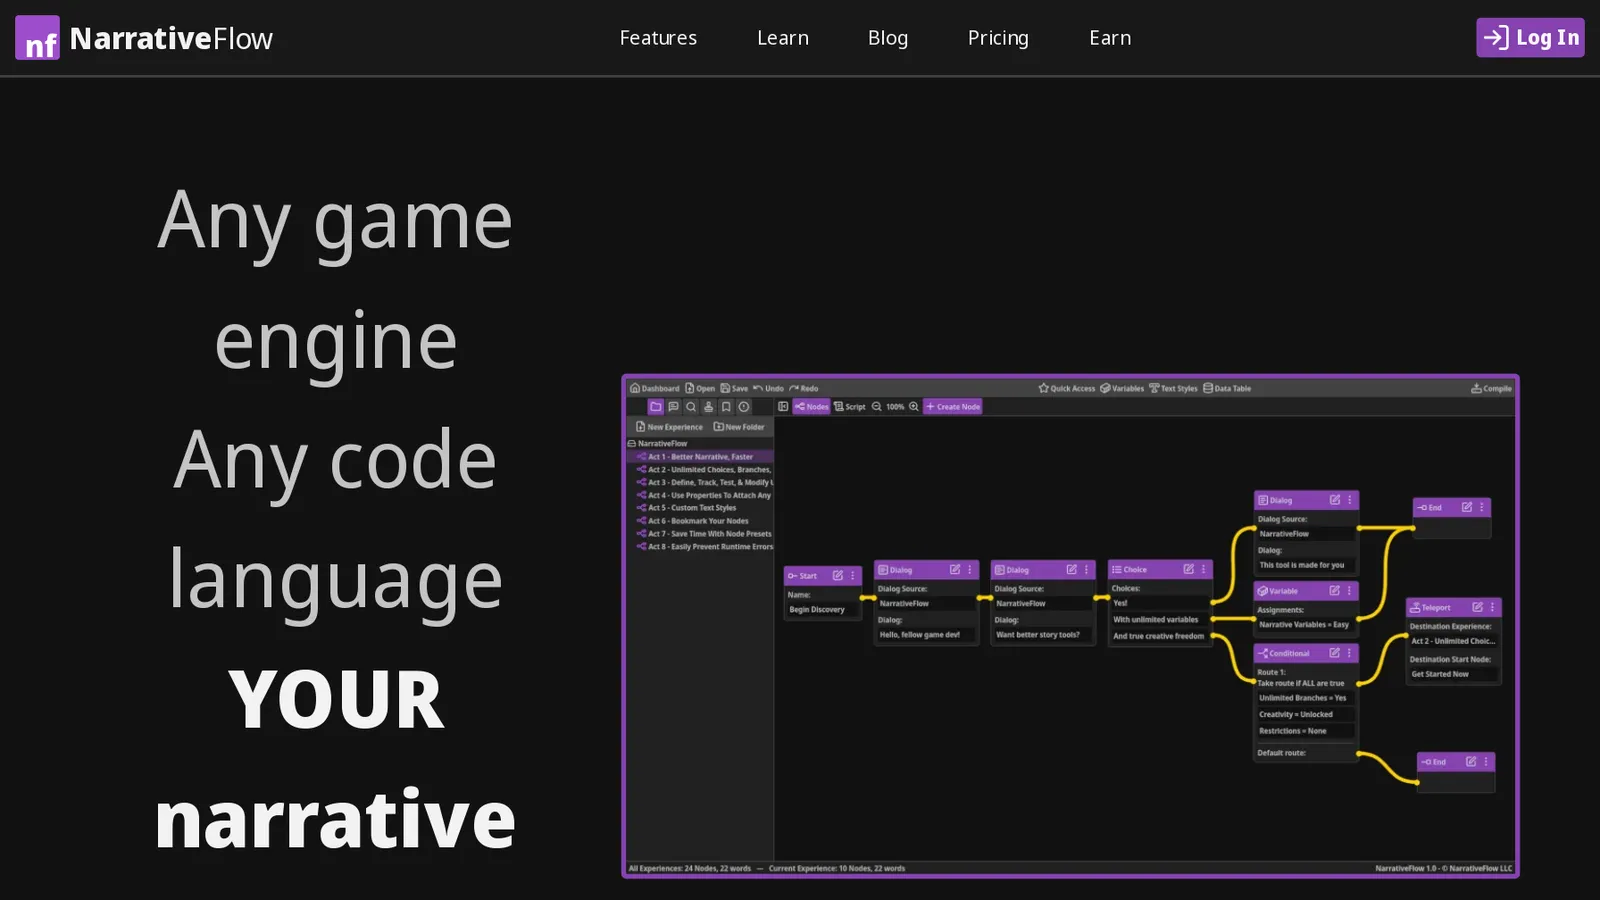 nf NarrativeFlow
Features
Learn
Blog
Pricing
Earn
Log In
Any game
engine
Any code
language
YOUR
narrative
Dashboard Open Save Undo Redo
Quick Access Variables Text Styles Data Table
Compile
Nodes Script 100% + Create Node
New Experience New Folder
NarrativeFlow
Act 1 - Better Narrative, Faster
Act 2 - Unlimited Choices, Branches,
Act 3 - Define, Track, Test, & Modify U
Act 4 - Use Properties To Attach Any
Act 5 - Custom Text Styles
Act 6 - Bookmark Your Nodes
Act 7 - Save Time With Node Presets
Act 8 - Easily Prevent Runtime Errors
Start
Name:
Begin Discovery
Dialog
Dialog Source:
NarrativeFlow
Dialog:
Hello, fellow game dev!
Dialog
Dialog Source:
NarrativeFlow
Dialog:
Want better story tools?
Choice
Choices:
Yes!
With unlimited variables
And true creative freedom
Dialog
Dialog Source:
NarrativeFlow
Dialog:
This tool is made for you
Variable
Assignments:
Narrative Variables = Easy
Conditional
Route 1:
Take route if ALL are true
Unlimited Branches = Yes
Creativity = Unlocked
Restrictions = None
Default route:
End
Teleport
Destination Experience:
Act 2 - Unlimited Choic...
Destination Start Node:
Get Started Now
End
All Experiences: 24 Nodes, 22 words — Current Experience: 10 Nodes, 22 words
NarrativeFlow 1.0 - © NarrativeFlow LLC